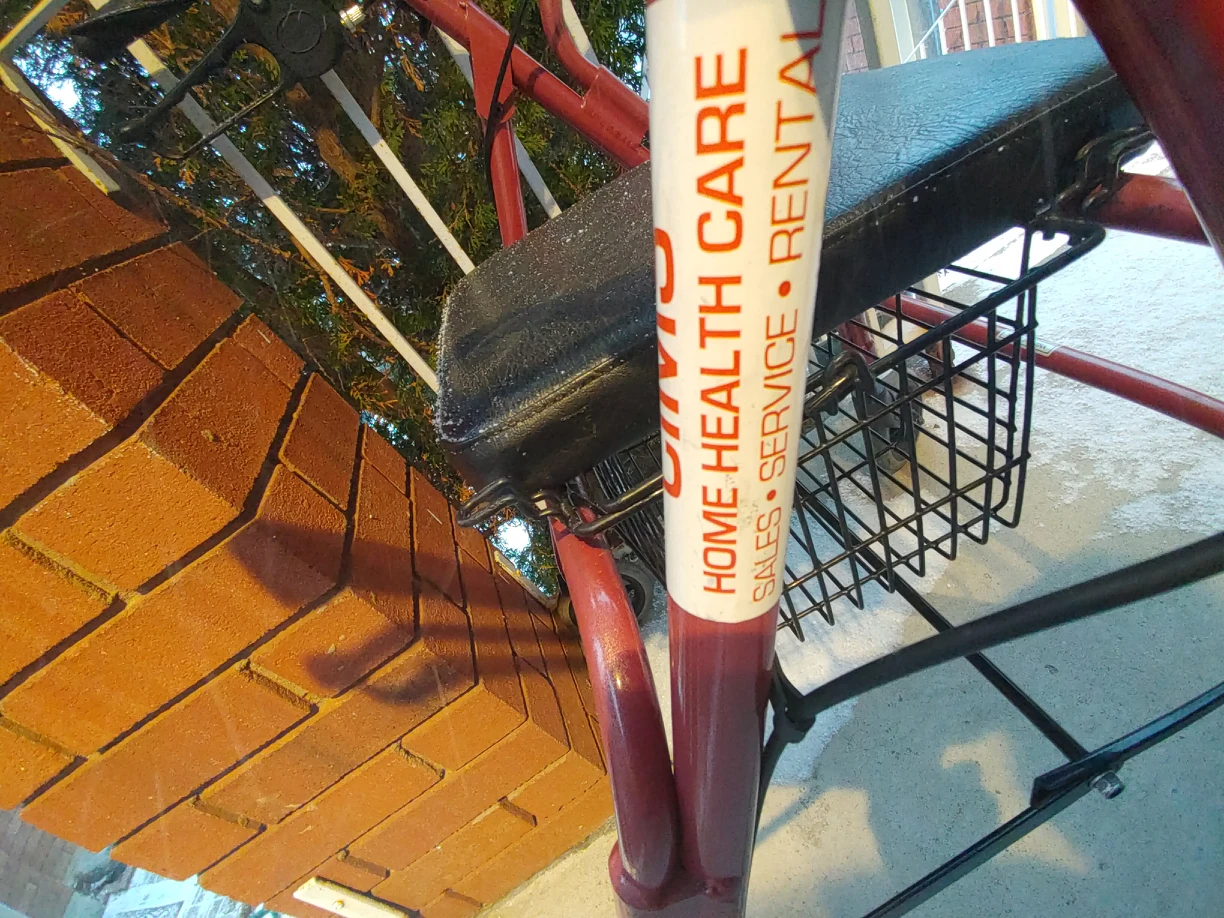 HOME HEALTH CARE
SALES • SERVICE • RENTAL